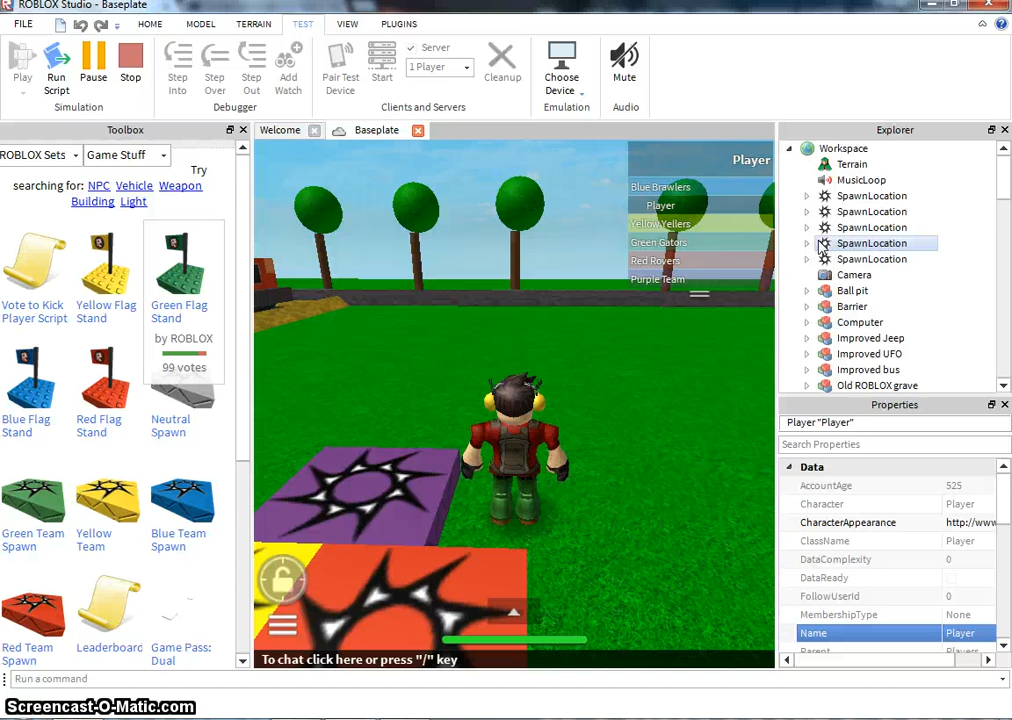 ROBLOX Studio - Baseplate
FILE HOME MODEL TERRAIN TEST VIEW PLUGINS
Play Run Script Pause Stop
Simulation
Step Into Step Over Step Out Add Watch
Debugger
Pair Test Device Start Server 1 Player Cleanup
Clients and Servers
Choose Device
Emulation
Mute
Audio
Toolbox
ROBLOX Sets Game Stuff
Try
searching for: NPC Vehicle Weapon
Building Light
Vote to Kick Player Script
Yellow Flag Stand
Green Flag Stand
by ROBLOX
99 votes
Blue Flag Stand
Red Flag Stand
Neutral Spawn
Green Team Spawn
Yellow Team
Blue Team Spawn
Red Team Spawn
Leaderboard
Game Pass: Dual
Welcome Baseplate
Player
Blue Brawlers
Player
Yellow Yellers
Green Gators
Red Rovers
Purple Team
To chat click here or press "/" key
Explorer
Workspace
Terrain
MusicLoop
SpawnLocation
SpawnLocation
SpawnLocation
SpawnLocation
SpawnLocation
Camera
Ball pit
Barrier
Computer
Improved Jeep
Improved UFO
Improved bus
Old ROBLOX grave
Properties
Player "Player"
Search Properties
Data
AccountAge 525
Character Player
CharacterAppearance http://www
ClassName Player
DataComplexity 0
DataReady
FollowUserId 0
MembershipType None
Name Player
Parent Players
Run a command
Screencast-O-Matic.com